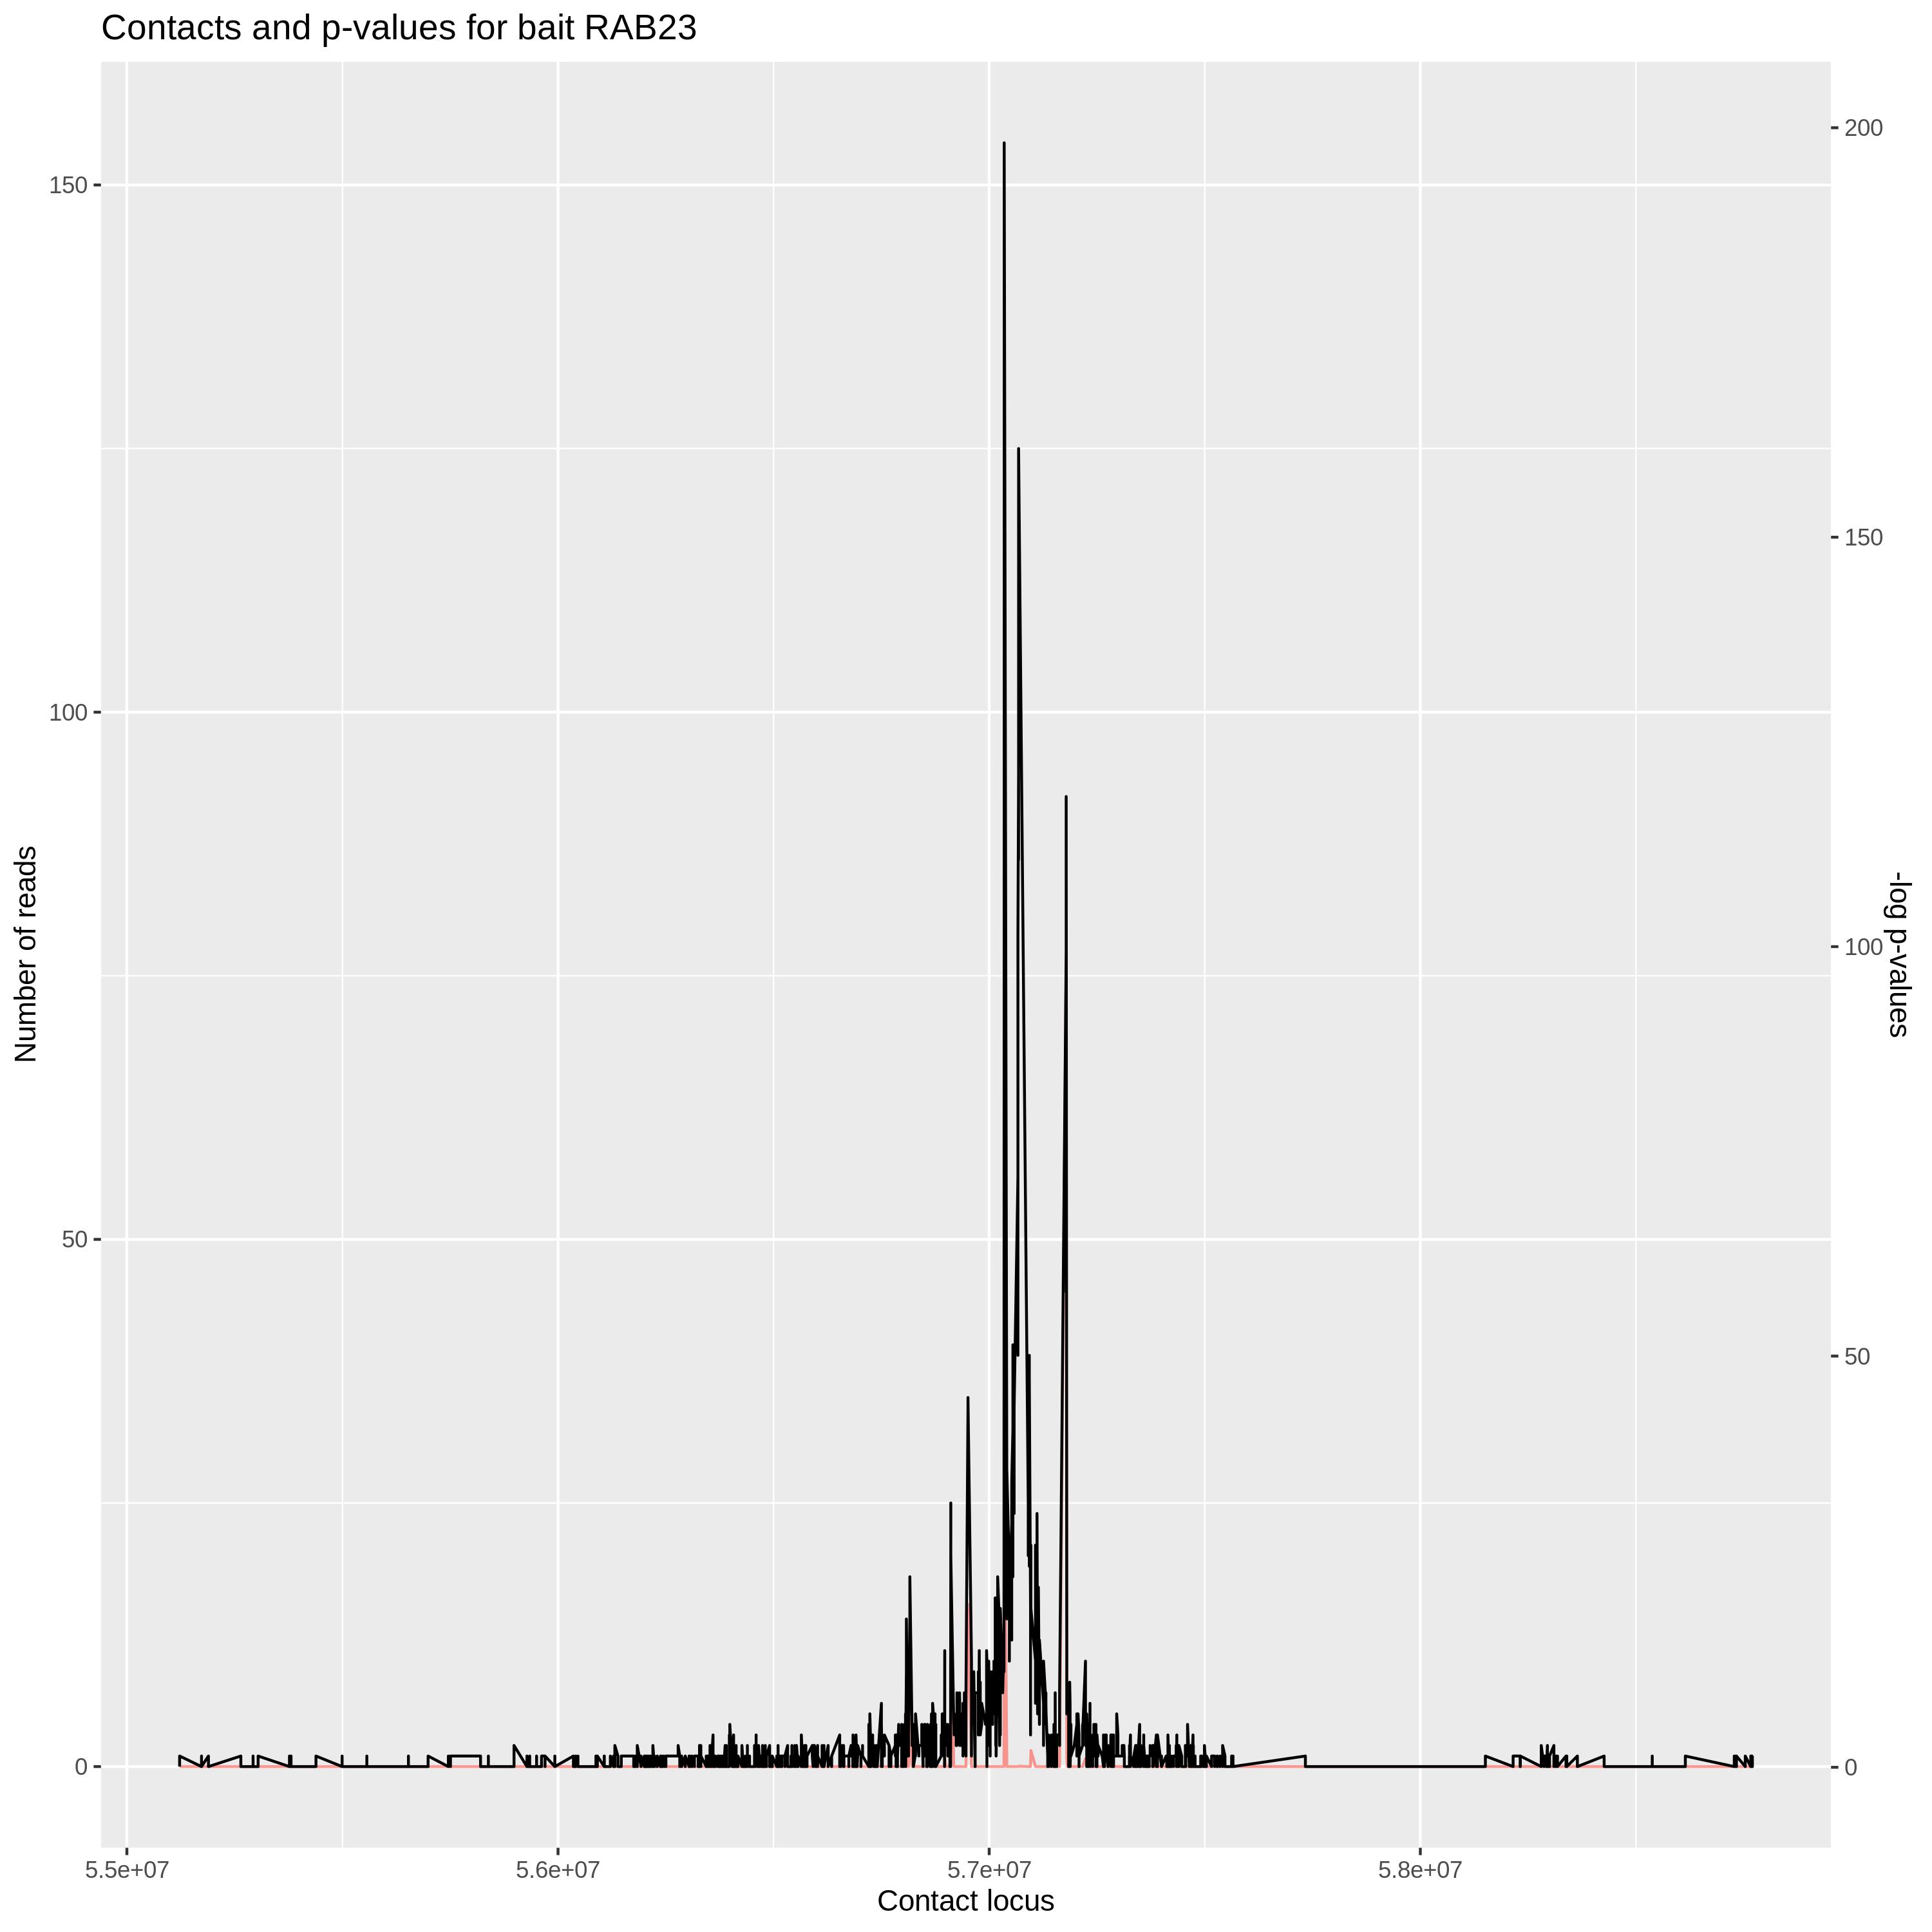 Contacts and p-values for bait RAB23
200
150
150
100
100
50
50
0
0
Number of reads
-log p-values
5.5e+07 5.6e+07 5.7e+07 5.8e+07
Contact locus